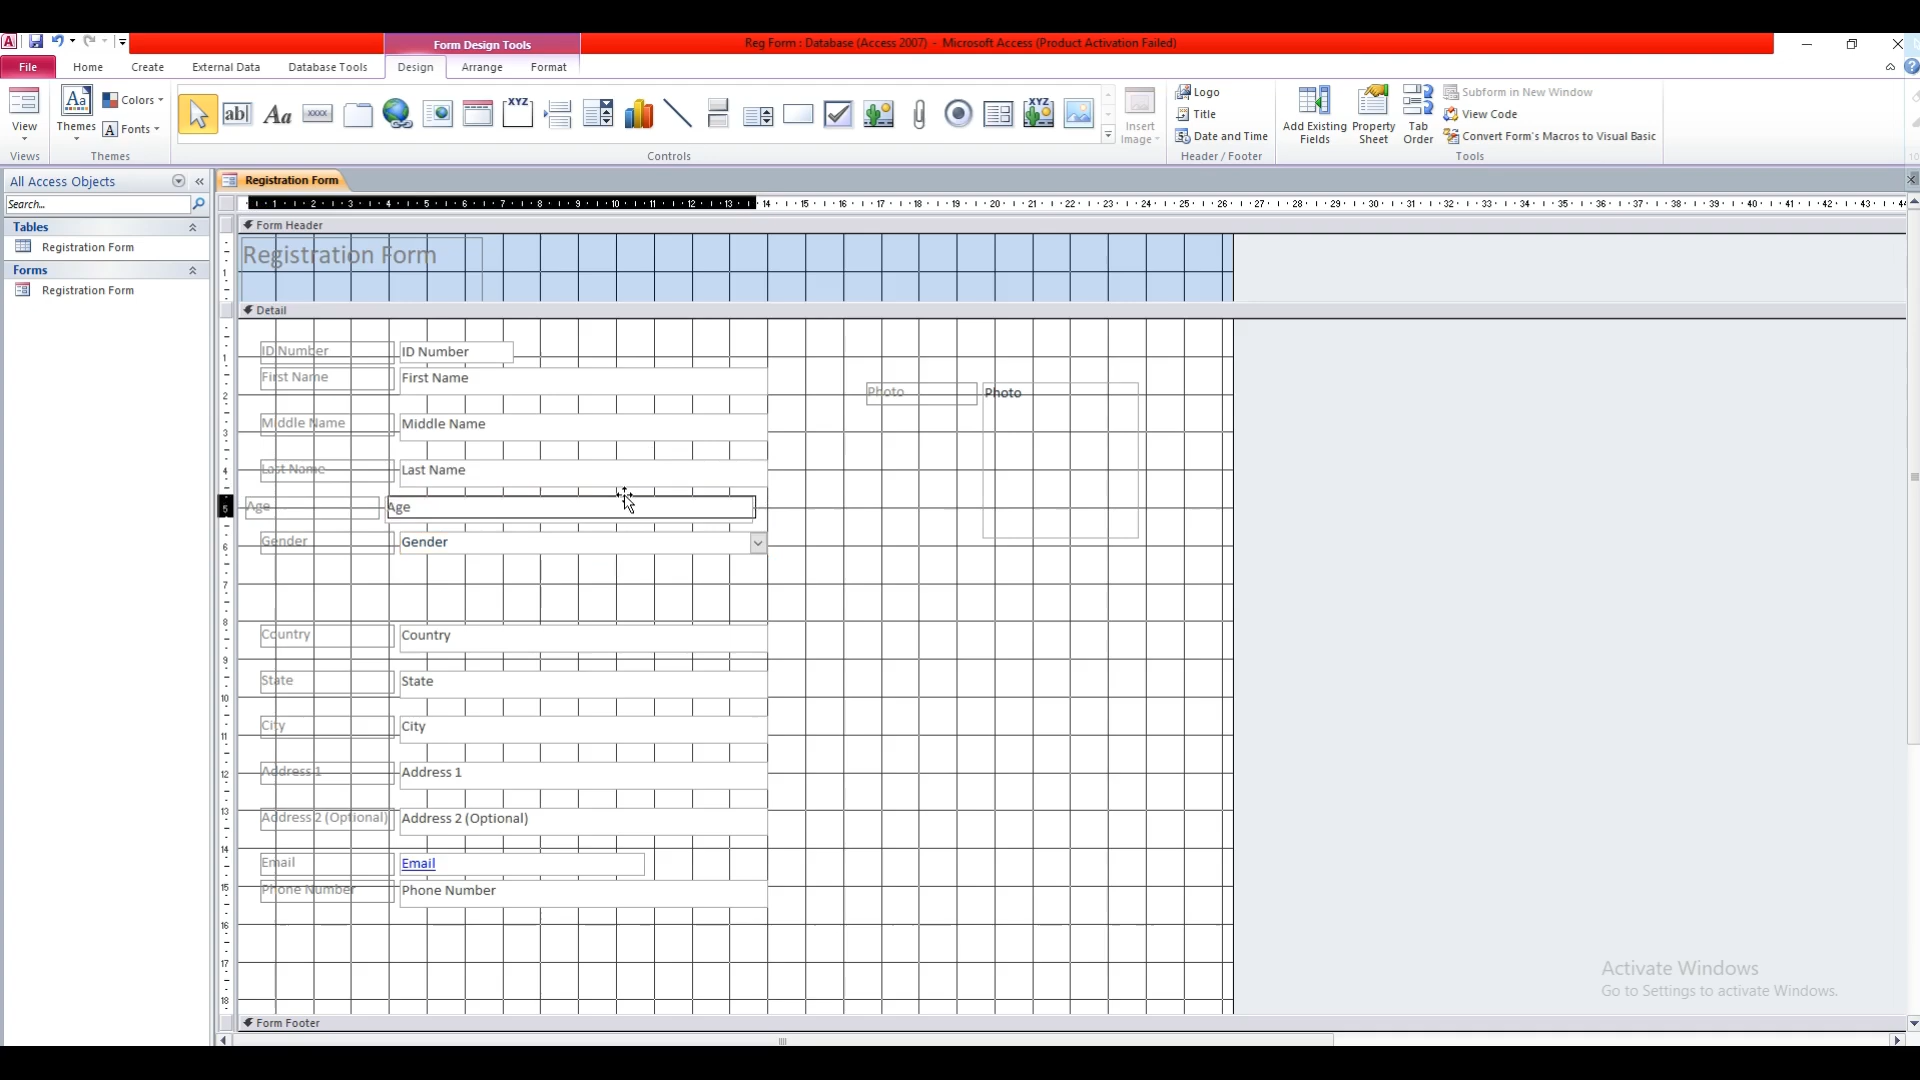 Form Design Tools
Reg Form : Database (Access 2007) - Microsoft Access (Product Activation Failed)
File Home Create External Data Database Tools Design Arrange Format
View
Views
Themes
Colors
Fonts
Themes
Controls
Insert Image
Logo
Title
Date and Time
Header / Footer
Add Existing Fields
Property Sheet
Tab Order
Subform in New Window
View Code
Convert Form's Macros to Visual Basic
Tools
All Access Objects
Search...
Tables
Registration Form
Forms
Registration Form
Registration Form
Form Header
Registration Form
Detail
ID Number ID Number
First Name First Name
Photo Photo
Middle Name Middle Name
Last Name Last Name
Age Age
Gender Gender
Country Country
State State
City City
Address 1 Address 1
Address 2 (Optional) Address 2 (Optional)
Email Email
Phone Number Phone Number
Form Footer
Activate Windows
Go to Settings to activate Windows.